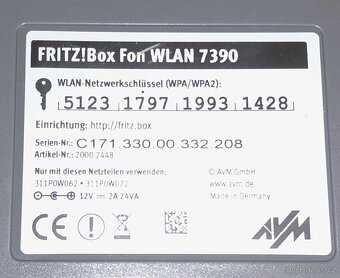 FRITZ!Box Fon WLAN 7390
WLAN-Netzwerkschlüssel (WPA/WPA2):
5123 1797 1993 1428
Einrichtung: http://fritz.box
Serien-Nr.: C171.330.00.332.208
Artikel-Nr.: 2000 2448
Nur mit diesen Netzteilen verwenden:
311P0W062 • 311P0W072
12V ⎓ 2A 24VA
© AVM GmbH
www.avm.de
Made in Germany
CE
AVM